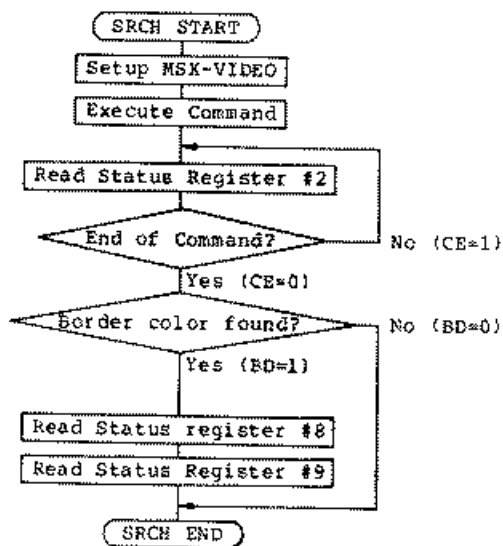 SRCH START
Setup MSX-VIDEO
Execute Command
Read Status Register #2
End of Command?
No (CE=1)
Yes (CE=0)
Border color found?
No (BD=0)
Yes (BD=1)
Read Status register #8
Read Status Register #9
SRCH END